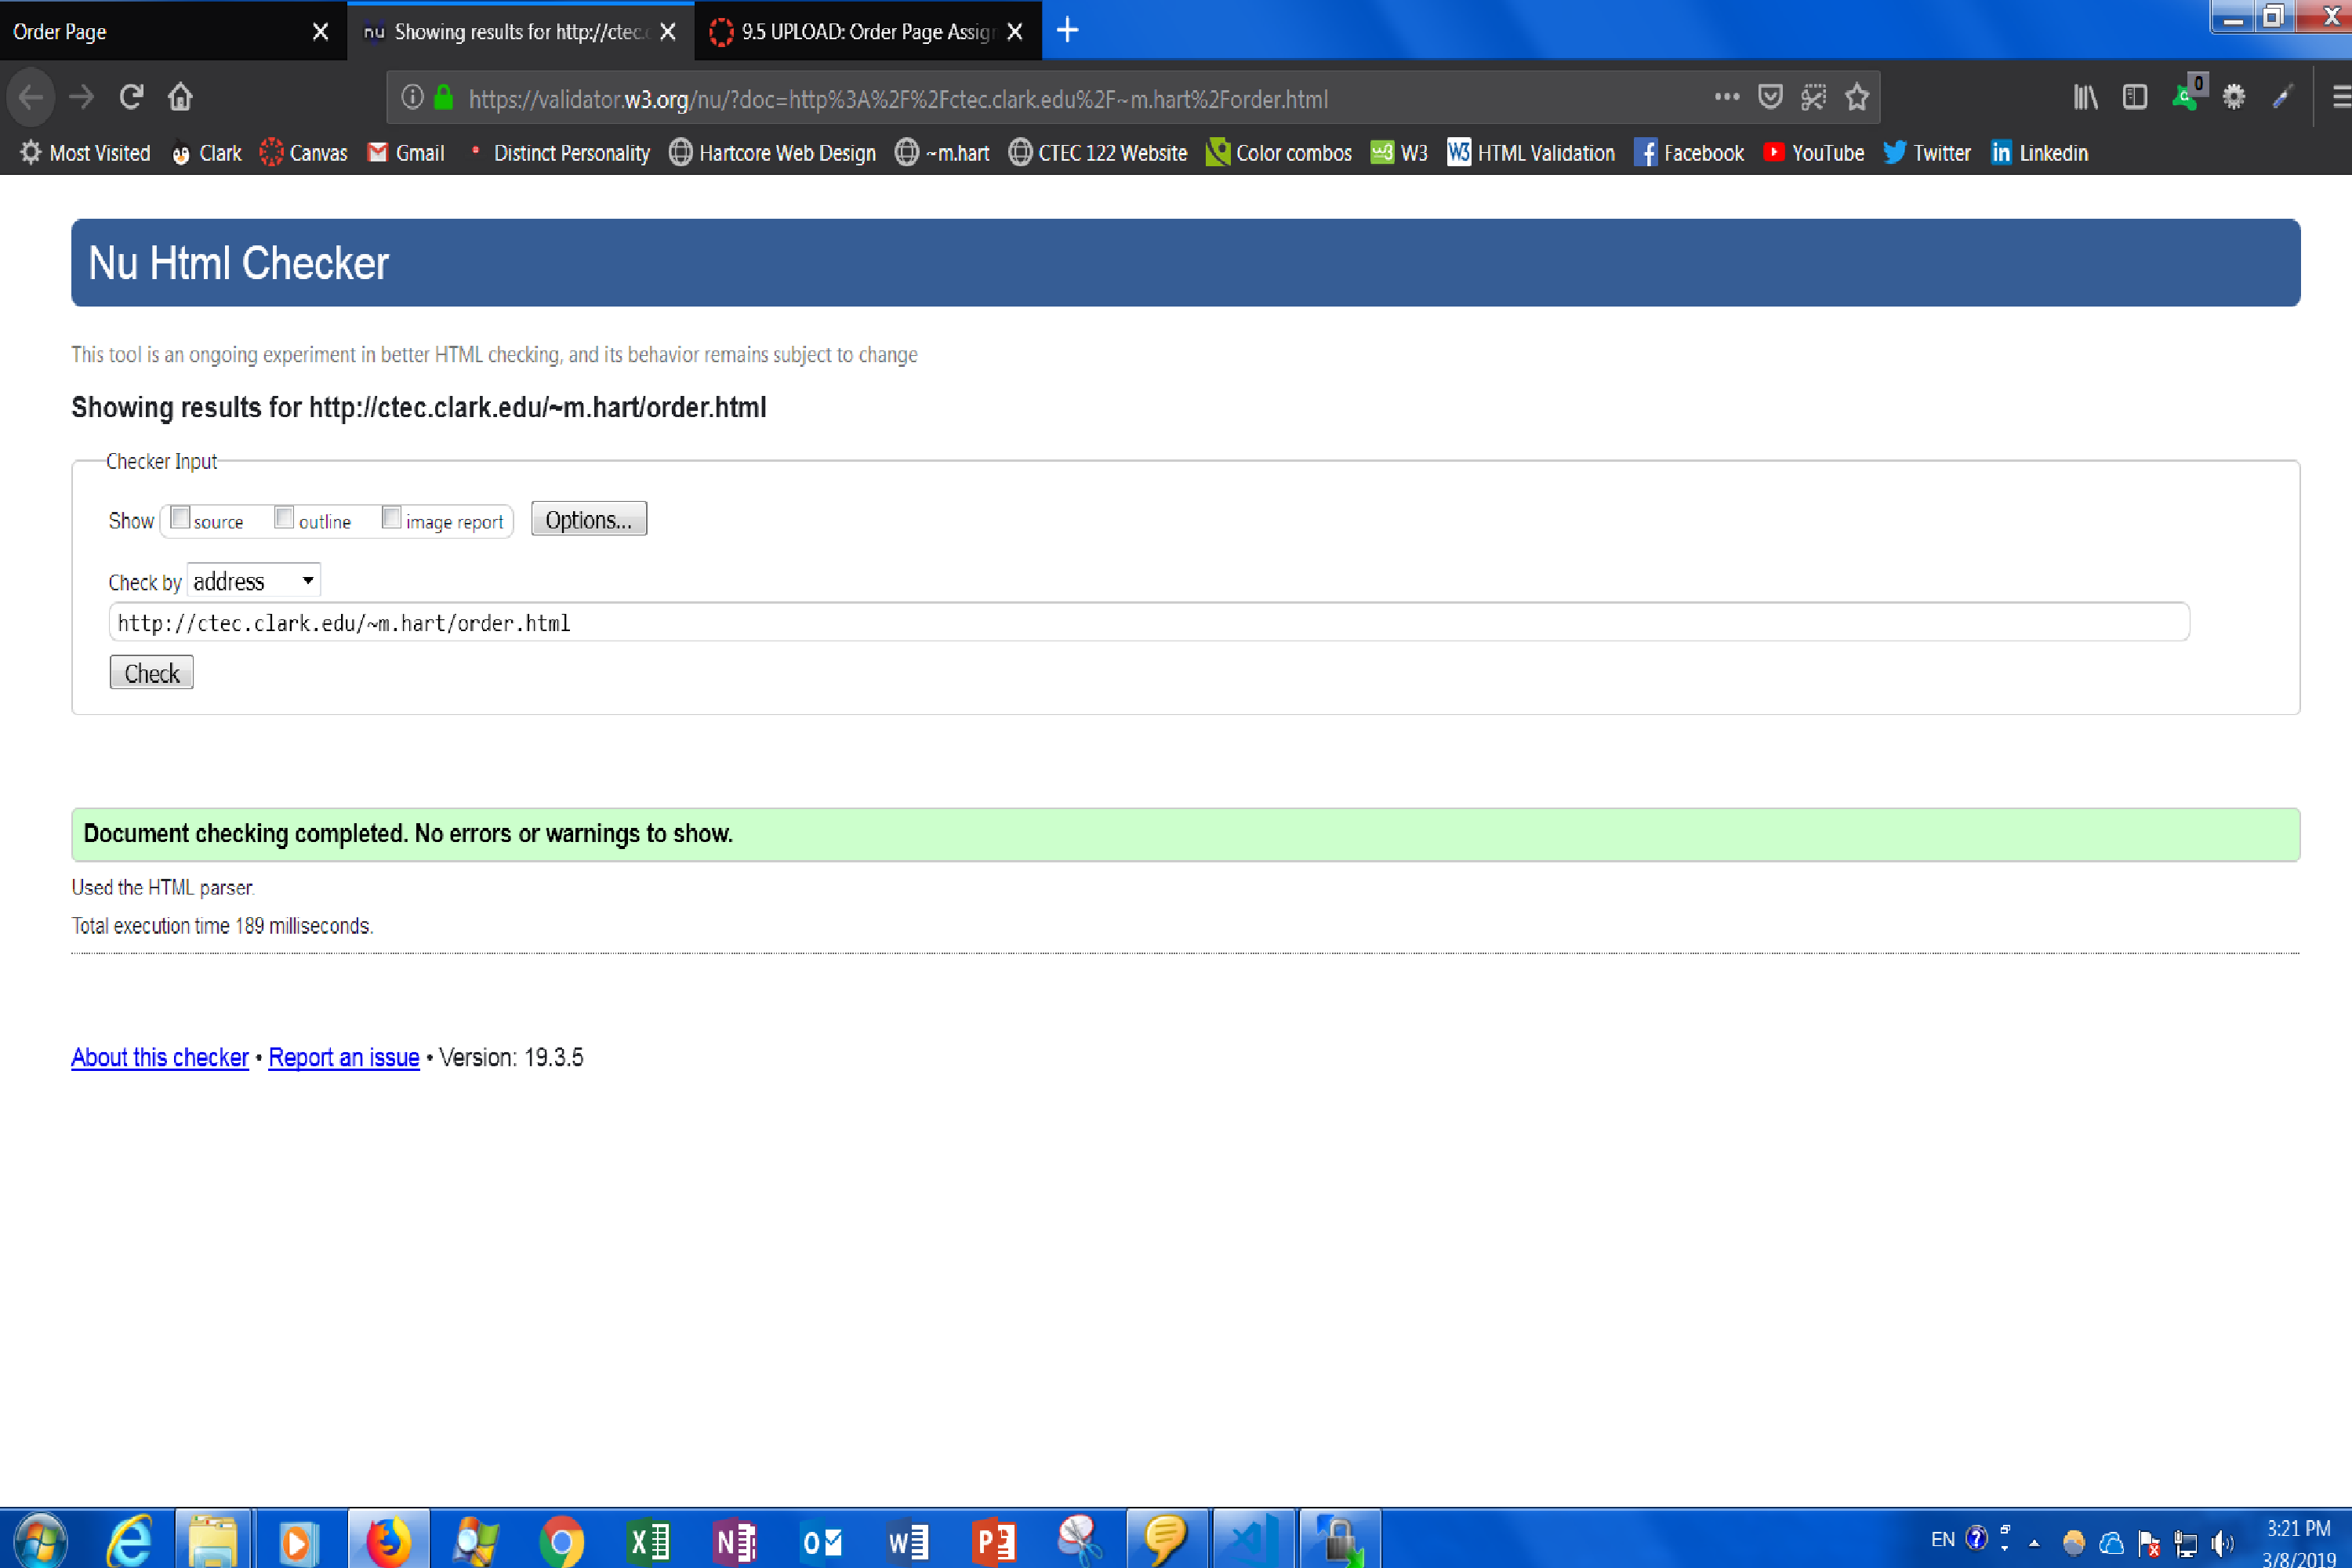 Order Page
nu Showing results for http://ctec.c
9.5 UPLOAD: Order Page Assign
https://validator.w3.org/nu/?doc=http%3A%2F%2Fctec.clark.edu%2F~m.hart%2Forder.html
0
Most Visited Clark Canvas Gmail Distinct Personality Hartcore Web Design ~m.hart CTEC 122 Website Color combos W3 HTML Validation Facebook YouTube Twitter Linkedin
Nu Html Checker
This tool is an ongoing experiment in better HTML checking, and its behavior remains subject to change
Showing results for http://ctec.clark.edu/~m.hart/order.html
Checker Input
Show source outline image report Options...
Check by address
http://ctec.clark.edu/~m.hart/order.html
Check
Document checking completed. No errors or warnings to show.
Used the HTML parser.
Total execution time 189 milliseconds.
About this checker • Report an issue • Version: 19.3.5
EN
3:21 PM
3/8/2019